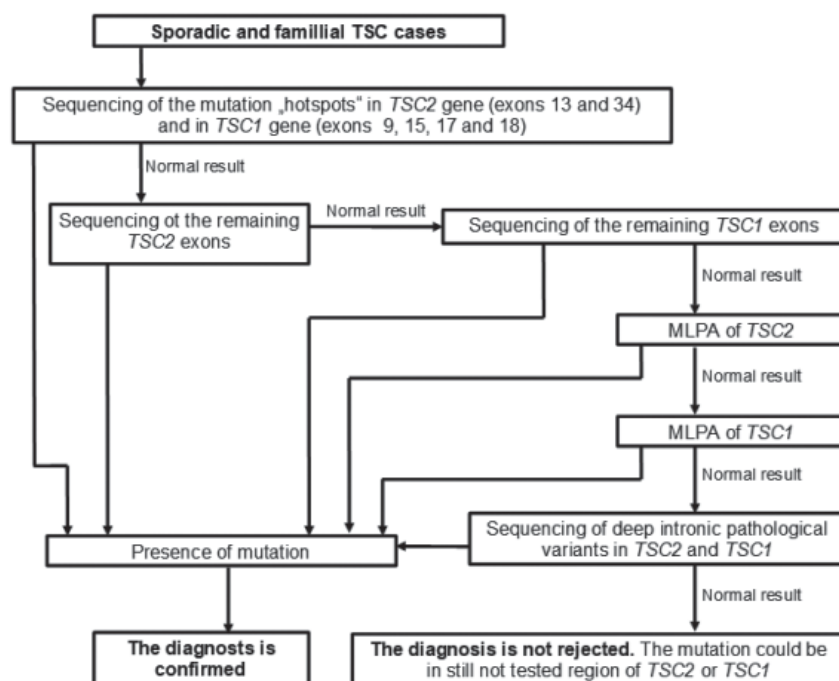 Sporadic and famillial TSC cases
Sequencing of the mutation „hotspots“ in TSC2 gene (exons 13 and 34)
and in TSC1 gene (exons 9, 15, 17 and 18)
Normal result
Sequencing ot the remaining
TSC2 exons
Normal result
Sequencing of the remaining TSC1 exons
Normal result
MLPA of TSC2
Normal result
MLPA of TSC1
Normal result
Sequencing of deep intronic pathological
variants in TSC2 and TSC1
Presence of mutation
Normal result
The diagnosts is
confirmed
The diagnosis is not rejected. The mutation could be
in still not tested region of TSC2 or TSC1